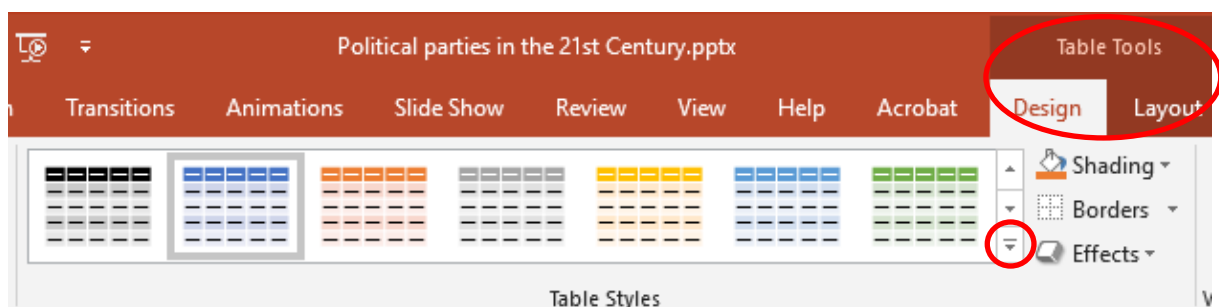 Political parties in the 21st Century.pptx Table Tools
Transitions Animations Slide Show Review View Help Acrobat Design Layout
Shading
Borders
Effects
Table Styles